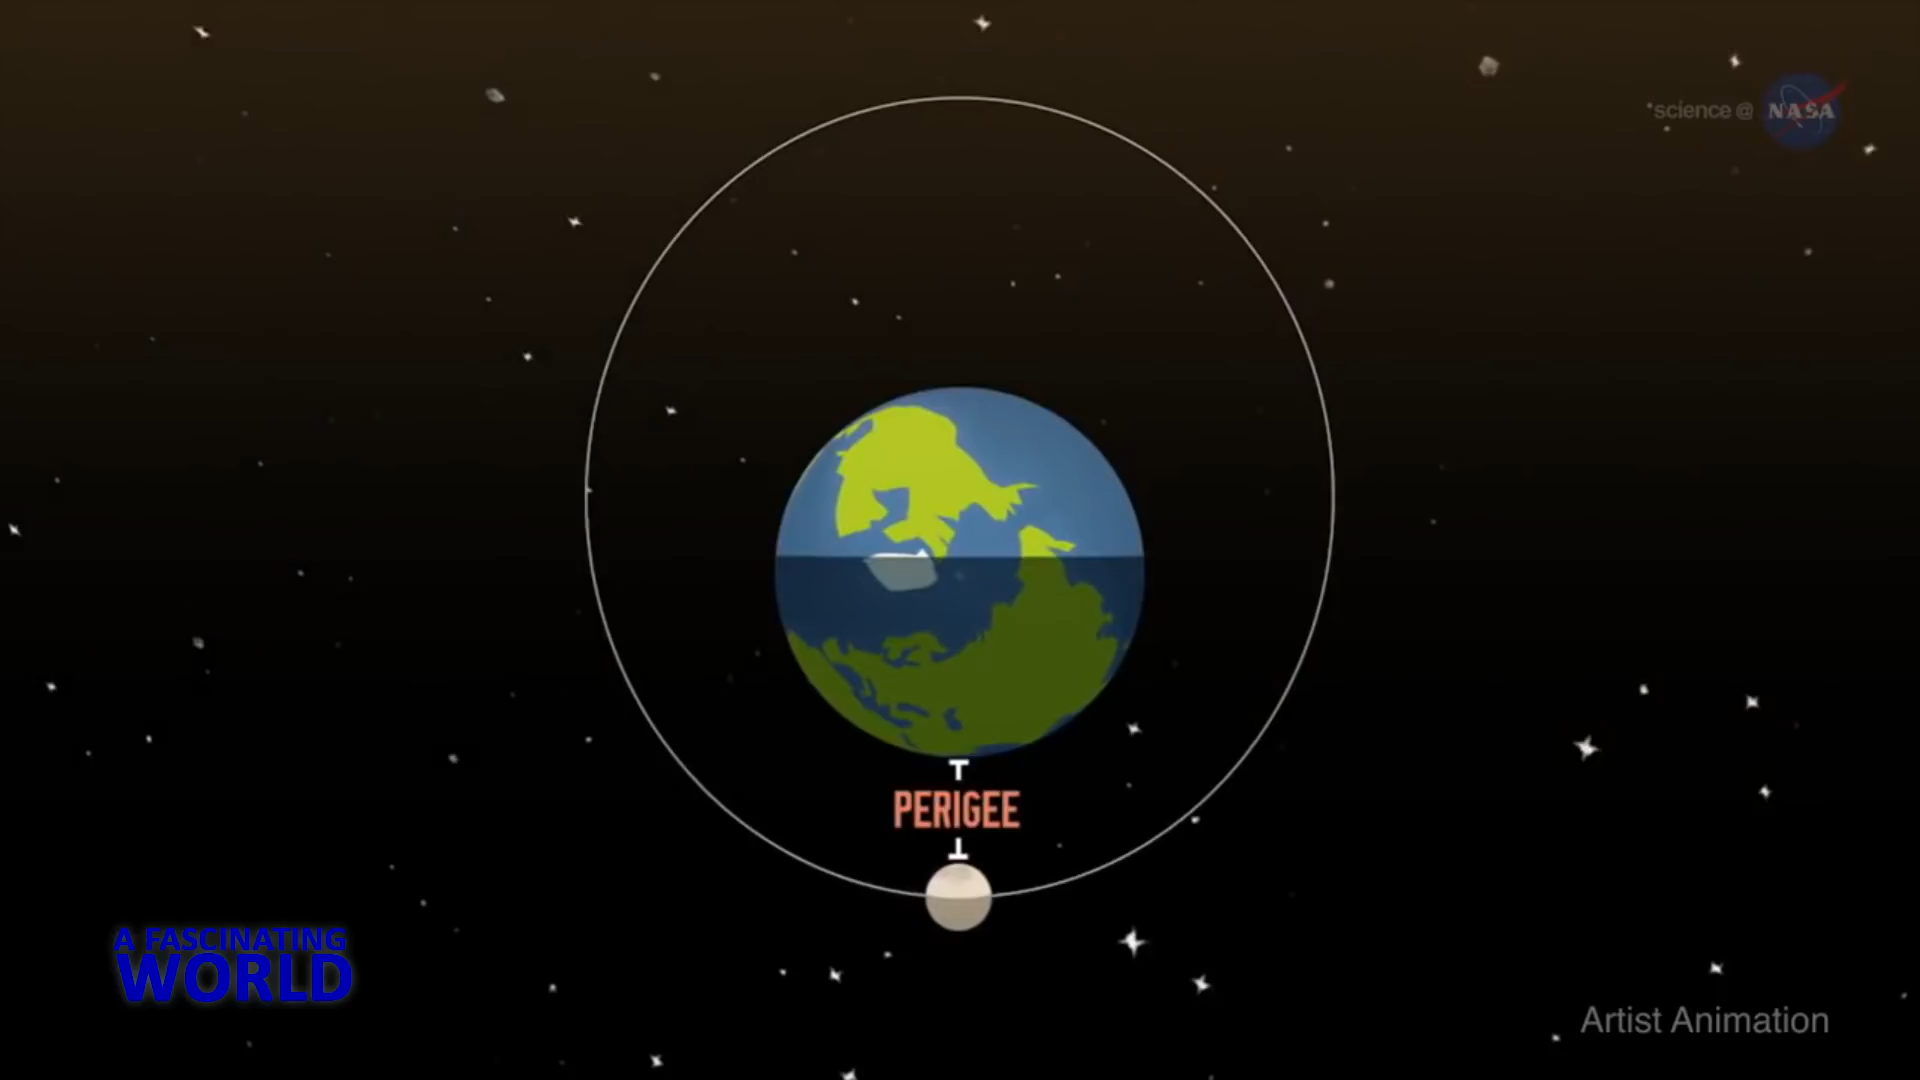 science @ NASA
PERIGEE
A FASCINATING
WORLD
Artist Animation